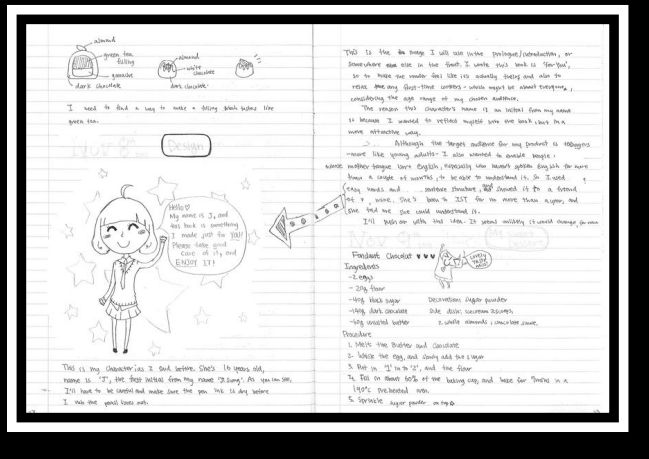 almond
green tea
filling
ganache
dark chocolate
almond
white
chocolate
dark chocolate
I need to find a way to make a filling which tastes like
green tea.
Design
Hello♡
My name is J, and
this book is something
I made just for YOU!
Please take good
care of it, and
ENJOY IT!
This is my character as I said before. She's 16 years old,
name is 'J', the first initial from my name. As you can see,
I'll have to be careful and make sure the pen ink is dry before
I rub the pencil lines out.
This is the image I will use in the prologue/introduction, or
somewhere else in the front. I wrote this book is 'for you',
so to make the reader feel like it's actually theirs and also to
relax any first-time cookers - which might be almost everyone,
considering the age range of my chosen audience.
The reason this character's name is an initial from my name
is because I wanted to reflect myself into the book, but in a
more attractive way.
Although the target audience for my product is teenagers
- more like young adults - I also wanted to enable people,
whose mother tongue isn't English, especially who haven't spoken English for more
than a couple of months, to be able to understand it. So I used
easy words and sentence structure, and showed it to a friend
of mine. She's been to IST for no more than a year, and
she told me she could understand it.
I'll push on with this idea. It seems unlikely it would change
Fondant Chocolat ♥♥♥
Lovely
Ingredients
- 2 eggs
- 20g flour
- 40g black sugar
Decoration: sugar powder
- 140g dark chocolate
Side dish: icecream 2 scoops,
- 60g unsalted butter
2 whole almonds, chocolate sauce.
Procedure
1. Melt the Butter and chocolate
2. Whisk the egg, and slowly add the sugar
3. Put in '1' in to '2', and the flour
4. Fill in about 60% of the baking cup, and bake for mins in a
190°C preheated oven.
5. Sprinkle sugar powder on top